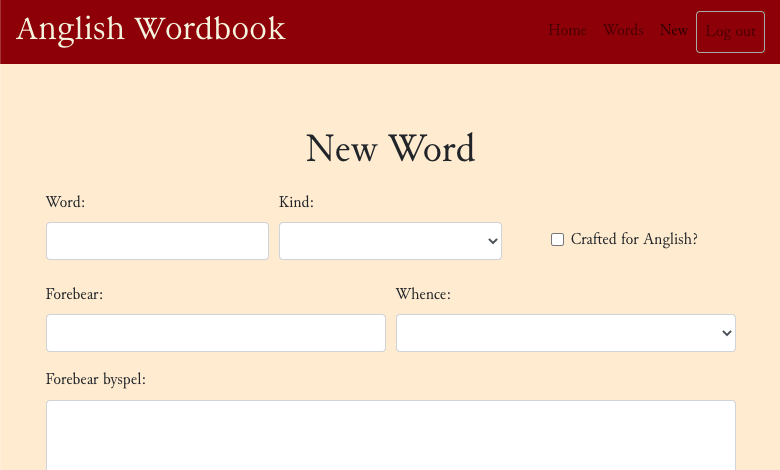 Anglish Wordbook
Home Words New Log out
New Word
Word: Kind:
Crafted for Anglish?
Forebear: Whence:
Forebear byspel: